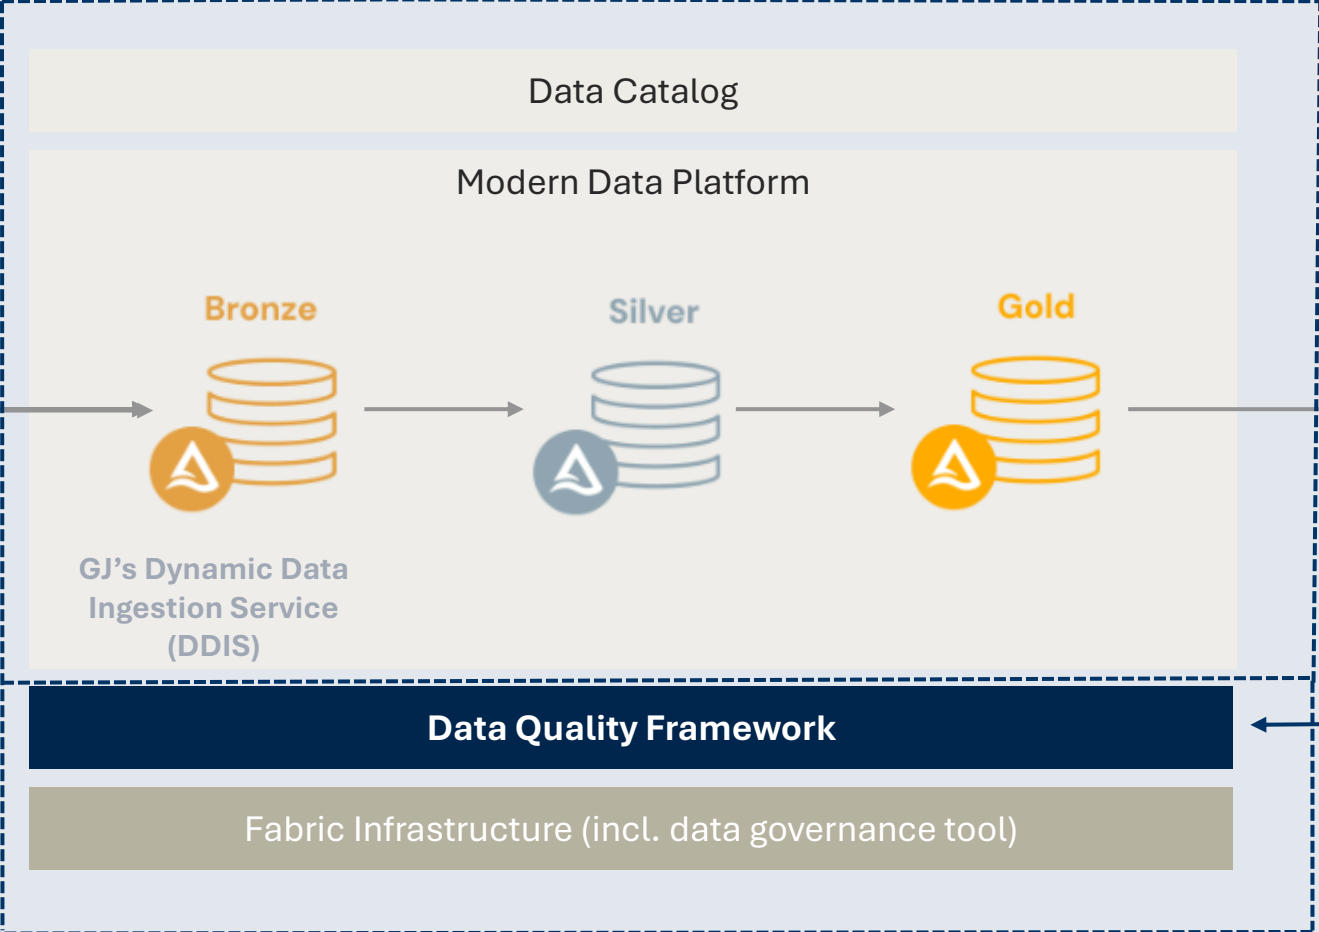 Data Catalog
Modern Data Platform
Bronze
Silver
Gold
GJ’s Dynamic Data
Ingestion Service
(DDIS)
Data Quality Framework
Fabric Infrastructure (incl. data governance tool)